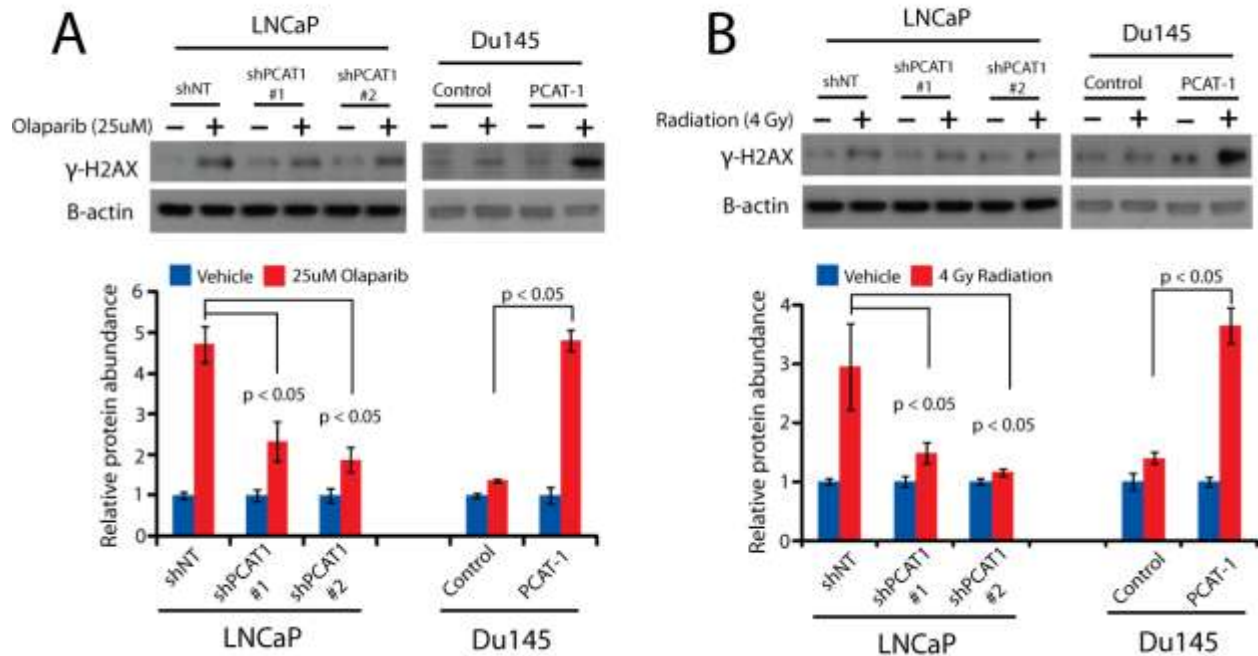 A
LNCaP
Du145
shNT
shPCAT1
#1
shPCAT1
#2
Control
PCAT-1
Olaparib (25uM) − + − + − + − + − +
γ-H2AX
B-actin
Vehicle 25uM Olaparib
Relative protein abundance
6
5
4
3
2
1
0
p < 0.05
p < 0.05
p < 0.05
shNT
shPCAT1
#1
shPCAT1
#2
Control
PCAT-1
LNCaP
Du145
B
LNCaP
Du145
shNT
shPCAT1
#1
shPCAT1
#2
Control
PCAT-1
Radiation (4 Gy) − + − + − + − + − +
γ-H2AX
B-actin
Vehicle 4 Gy Radiation
Relative protein abundance
4
3
2
1
0
p < 0.05
p < 0.05
p < 0.05
shNT
shPCAT1
#1
shPCAT1
#2
Control
PCAT-1
LNCaP
Du145